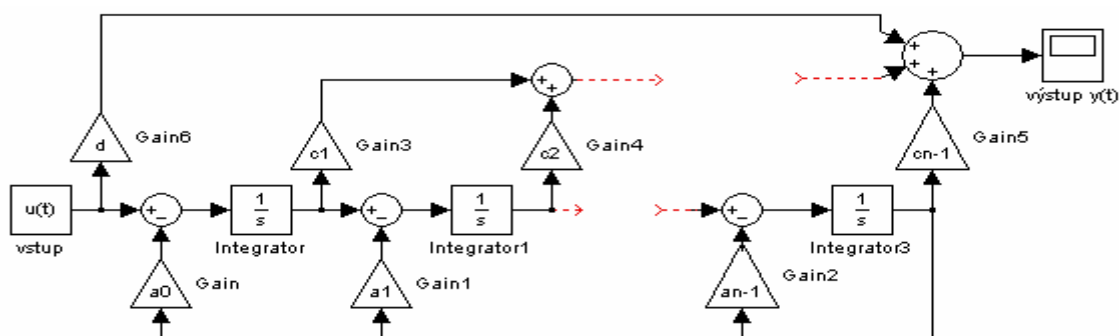 +
+
+
výstup y(t)
+
+
d
Gain6
c1
Gain3
c2
Gain4
cn-1
Gain5
u(t)
vstup
+
−
1
s
Integrator
+
−
1
s
Integrator1
+
−
1
s
Integrator3
a0
Gain
a1
Gain1
an-1
Gain2